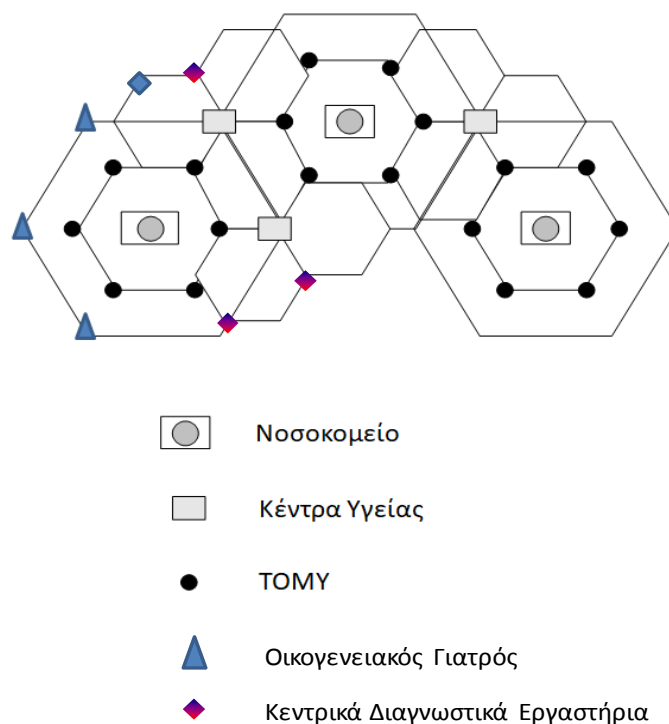 Νοσοκομείο
Κέντρα Υγείας
ΤΟΜΥ
Οικογενειακός Γιατρός
Κεντρικά Διαγνωστικά Εργαστήρια